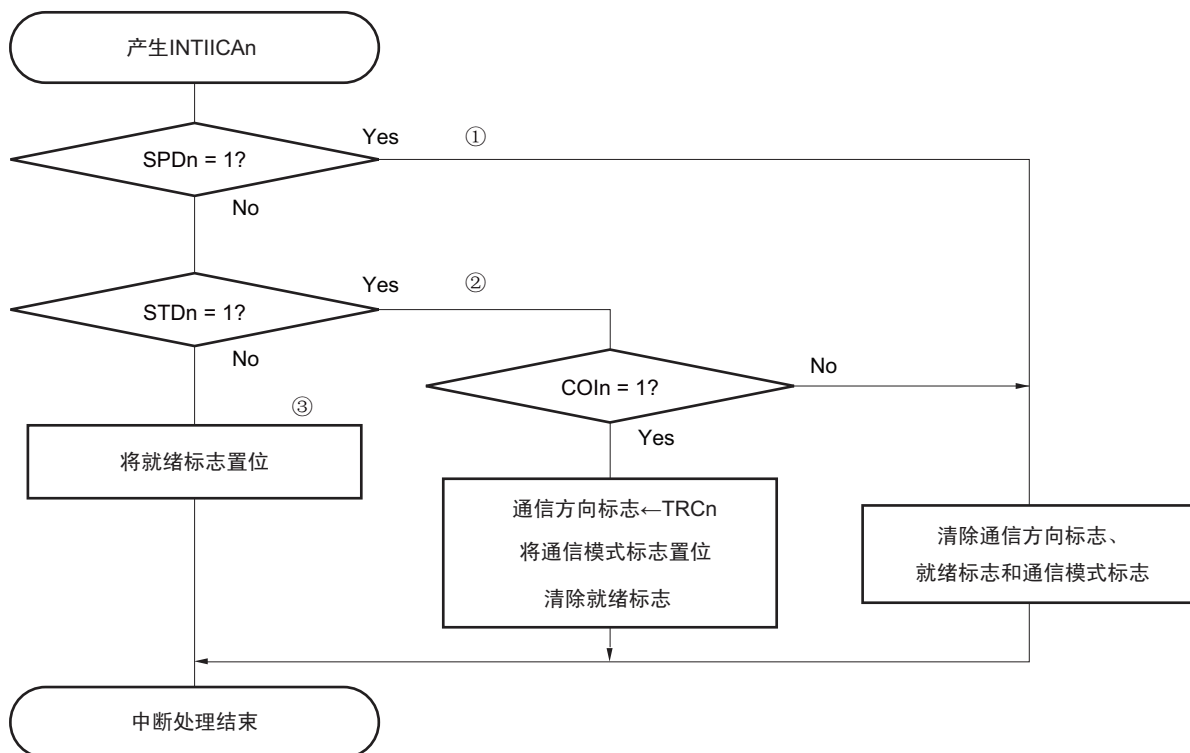 产生INTIICAn
Yes
①
SPDn = 1?
No
Yes
②
STDn = 1?
No
COIn = 1?
No
③
Yes
将就绪标志置位
通信方向标志←TRCn
将通信模式标志置位
清除就绪标志
清除通信方向标志、
就绪标志和通信模式标志
中断处理结束